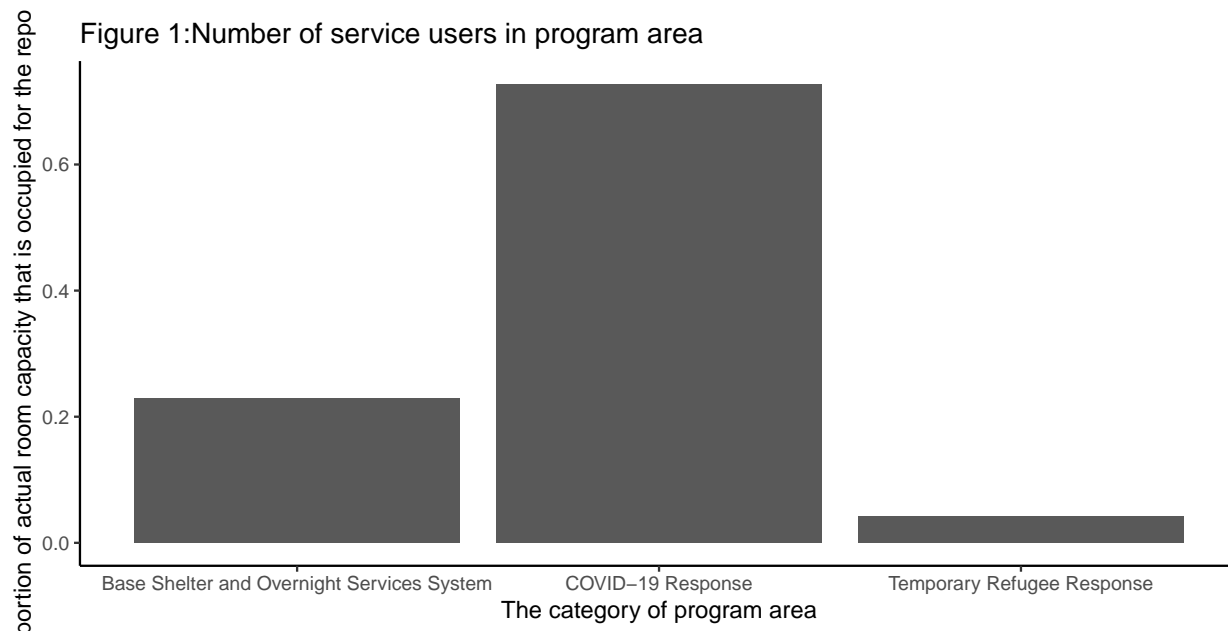 Figure 1:Number of service users in program area
portion of actual room capacity that is occupied for the repo
0.6
0.4
0.2
0.0
Base Shelter and Overnight Services System
COVID−19 Response
Temporary Refugee Response
The category of program area